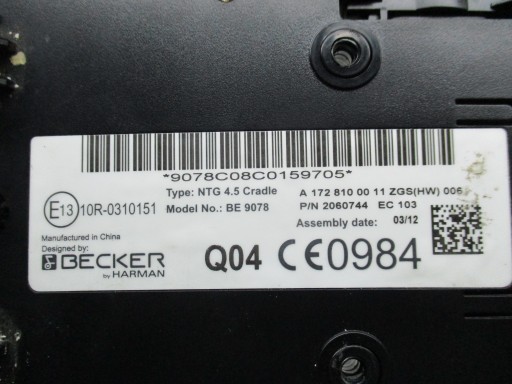 *9078C08C0159705*
Type: NTG 4.5 Cradle A 172 810 00 11 ZGS(HW) 006
E13 10R-0310151 Model No.: BE 9078 P/N 2060744 EC 103
Assembly date: 03/12
Manufactured in China
Design by
BECKER Q04 CE0984
by HARMAN